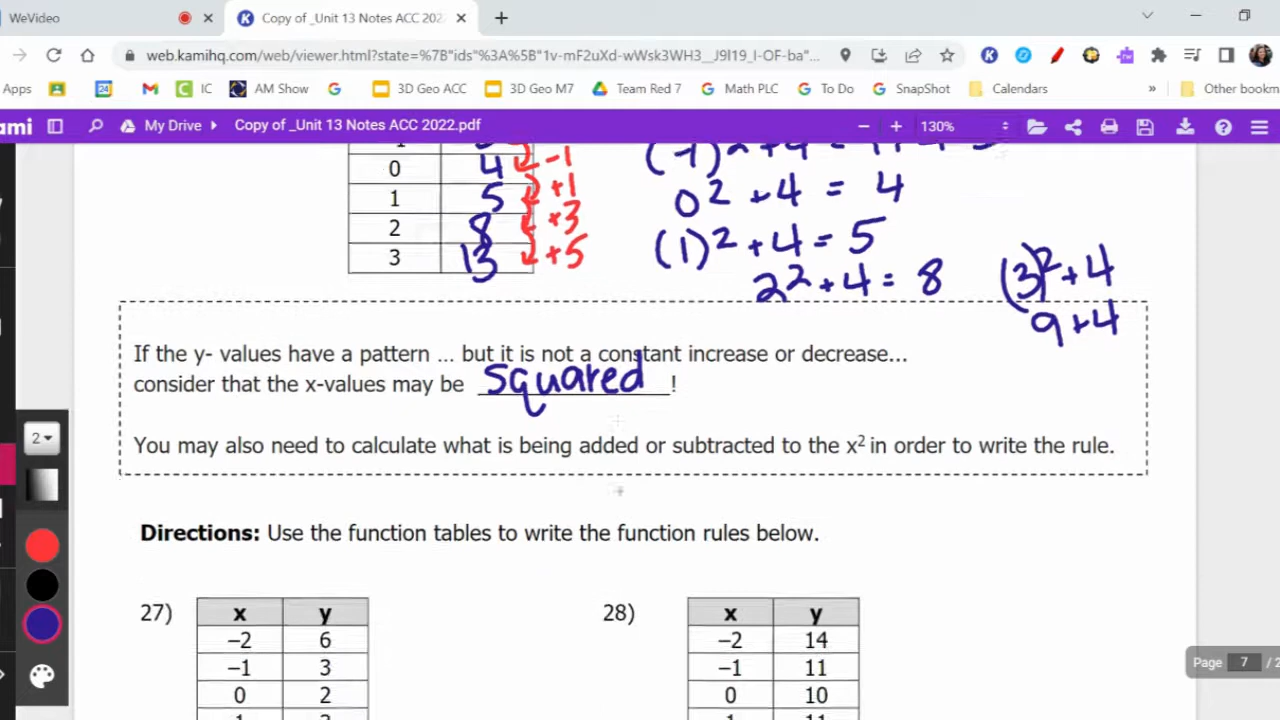 WeVideo
Copy of _Unit 13 Notes ACC 202
web.kamihq.com/web/viewer.html?state=%7B"ids"%3A%5B"1v-mF2uXd-wWsk3WH3__J9I19_I-OF-ba"...
Apps IC AM Show 3D Geo ACC 3D Geo M7 Team Red 7 Math PLC To Do SnapShot Calendars » Other bookm
ami My Drive Copy of _Unit 13 Notes ACC 2022.pdf 130%
0 4 -1
0² + 4 = 4
1 5 +1
2 8 +3
(1)² + 4 = 5
3 13 +5
2² + 4 = 8
(3)² + 4
9 + 4
If the y- values have a pattern ... but it is not a constant increase or decrease...
consider that the x-values may be squared !
You may also need to calculate what is being added or subtracted to the x² in order to write the rule.
2
Directions: Use the function tables to write the function rules below.
27)
x y
–2 6
–1 3
0 2
28)
x y
–2 14
–1 11
0 10
Page 7 / 2